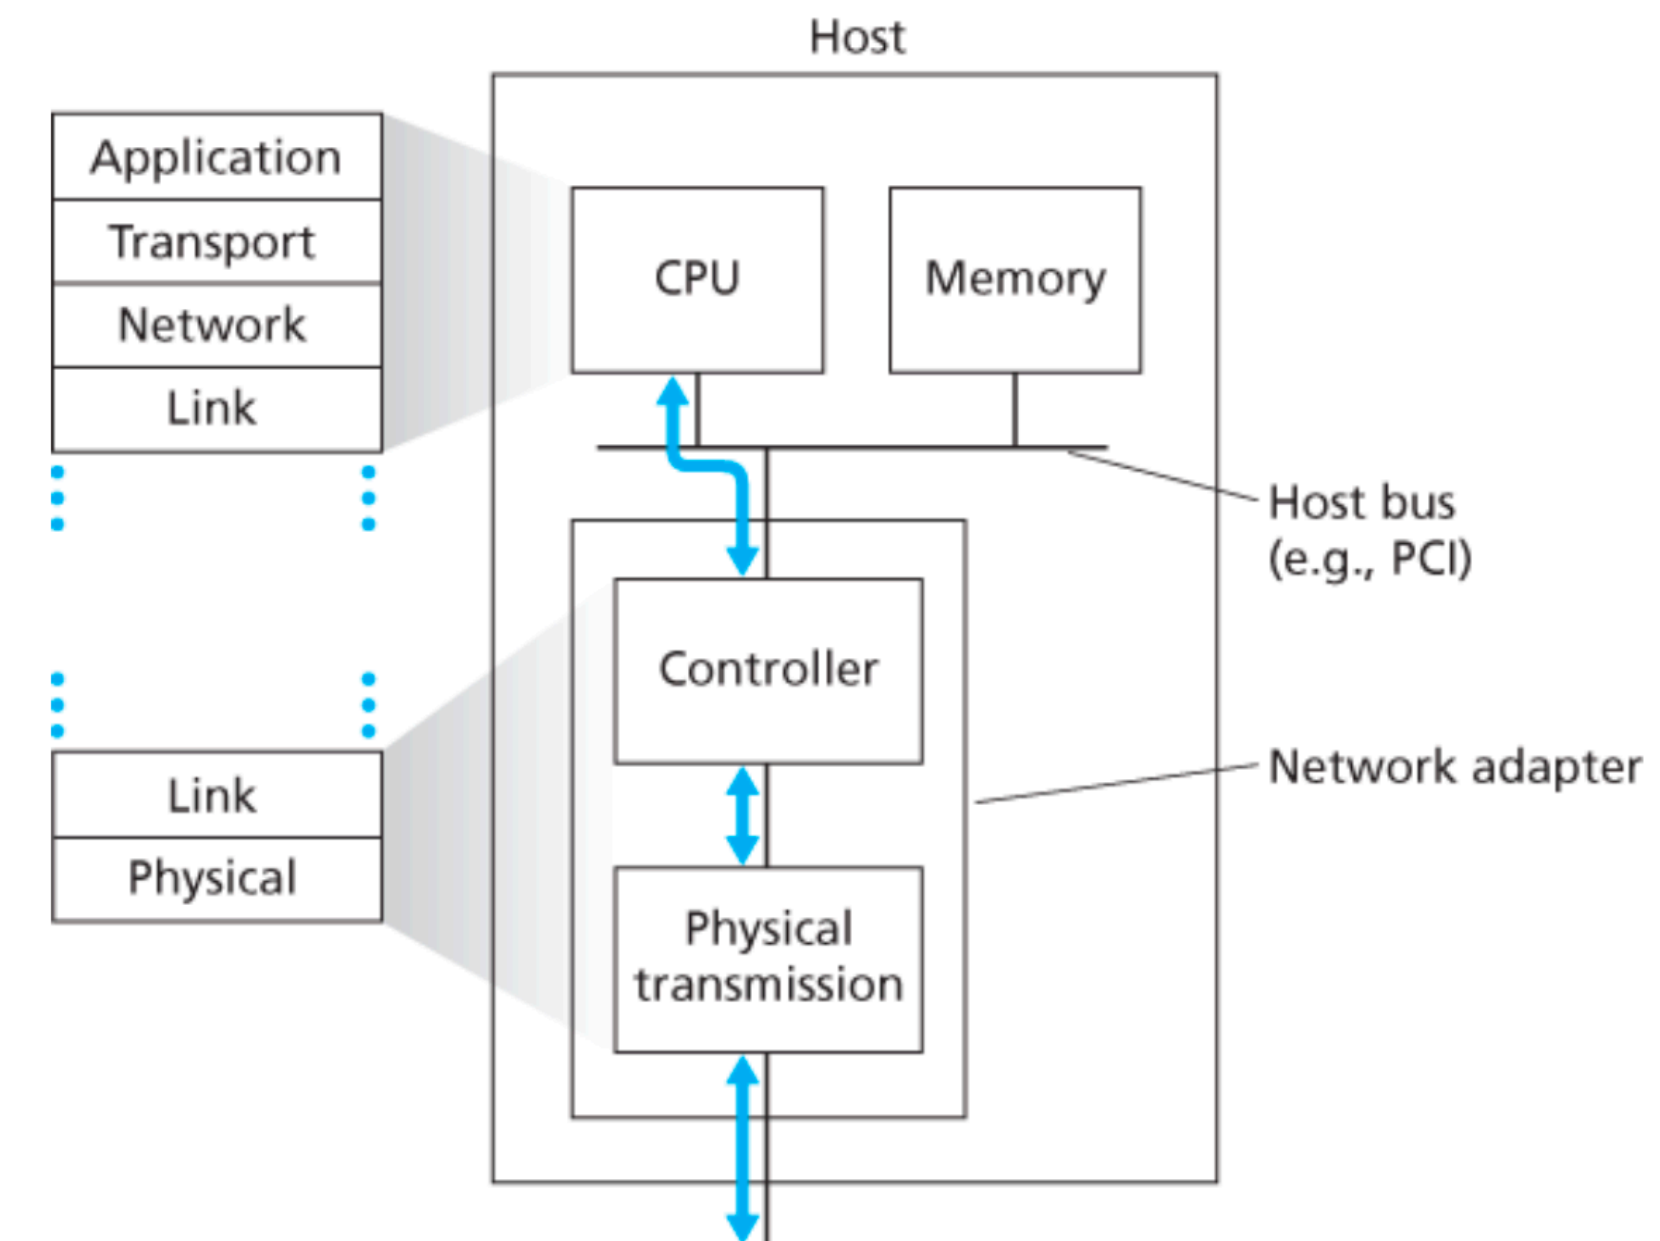 Host
Application
Transport
Network
Link
CPU
Memory
Host bus
(e.g., PCI)
Controller
Network adapter
Link
Physical
Physical
transmission